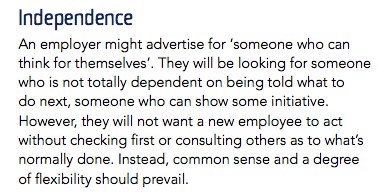 Independence
An employer might advertise for ‘someone who can
think for themselves’. They will be looking for someone
who is not totally dependent on being told what to
do next, someone who can show some initiative.
However, they will not want a new employee to act
without checking first or consulting others as to what’s
normally done. Instead, common sense and a degree
of flexibility should prevail.